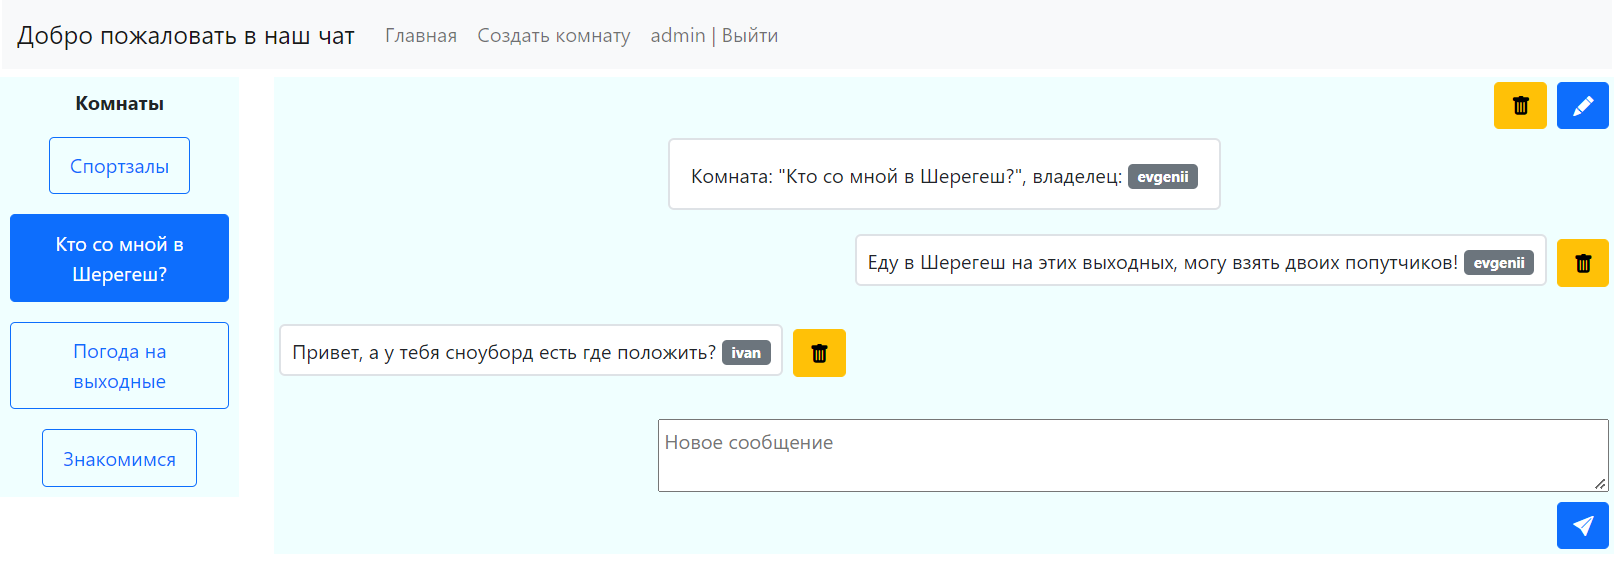 Добро пожаловать в наш чат Главная Создать комнату admin | Выйти
Комнаты
Спортзалы
Кто со мной в
Шерегеш?
Погода на
выходные
Знакомимся
Комната: "Кто со мной в Шерегеш?", владелец: evgenii
Еду в Шерегеш на этих выходных, могу взять двоих попутчиков! evgenii
Привет, а у тебя сноуборд есть где положить? ivan
Новое сообщение